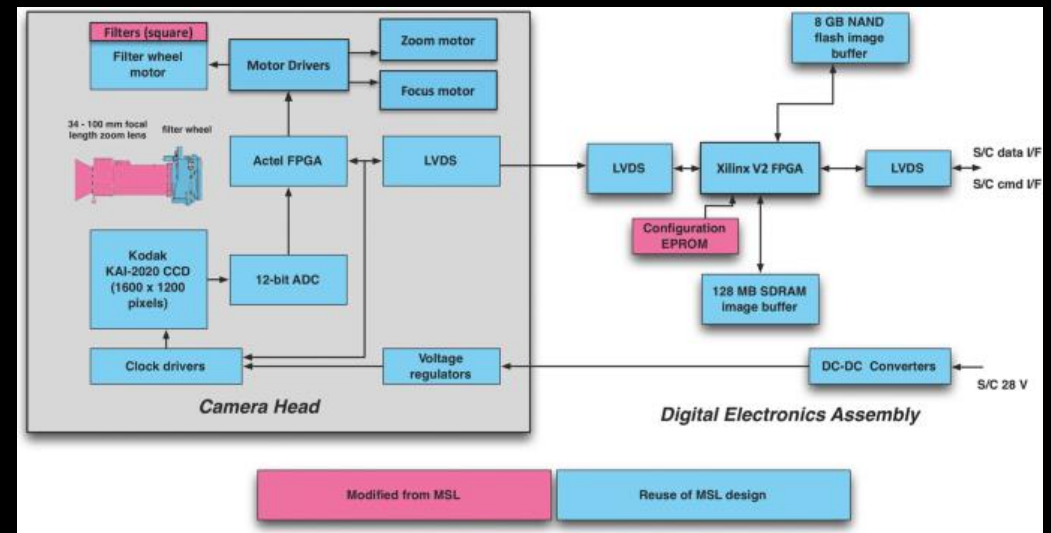 Filters (square)
Filter wheel
motor
Motor Drivers
Zoom motor
Focus motor
34 - 100 mm focal
length zoom lens
filter wheel
Actel FPGA
LVDS
Kodak
KAI-2020 CCD
(1600 x 1200
pixels)
12-bit ADC
Clock drivers
Voltage
regulators
Camera Head
8 GB NAND
flash image
buffer
LVDS
Xilinx V2 FPGA
LVDS
S/C data I/F
S/C cmd I/F
Configuration
EPROM
128 MB SDRAM
image buffer
DC-DC Converters
S/C 28 V
Digital Electronics Assembly
Modified from MSL
Reuse of MSL design